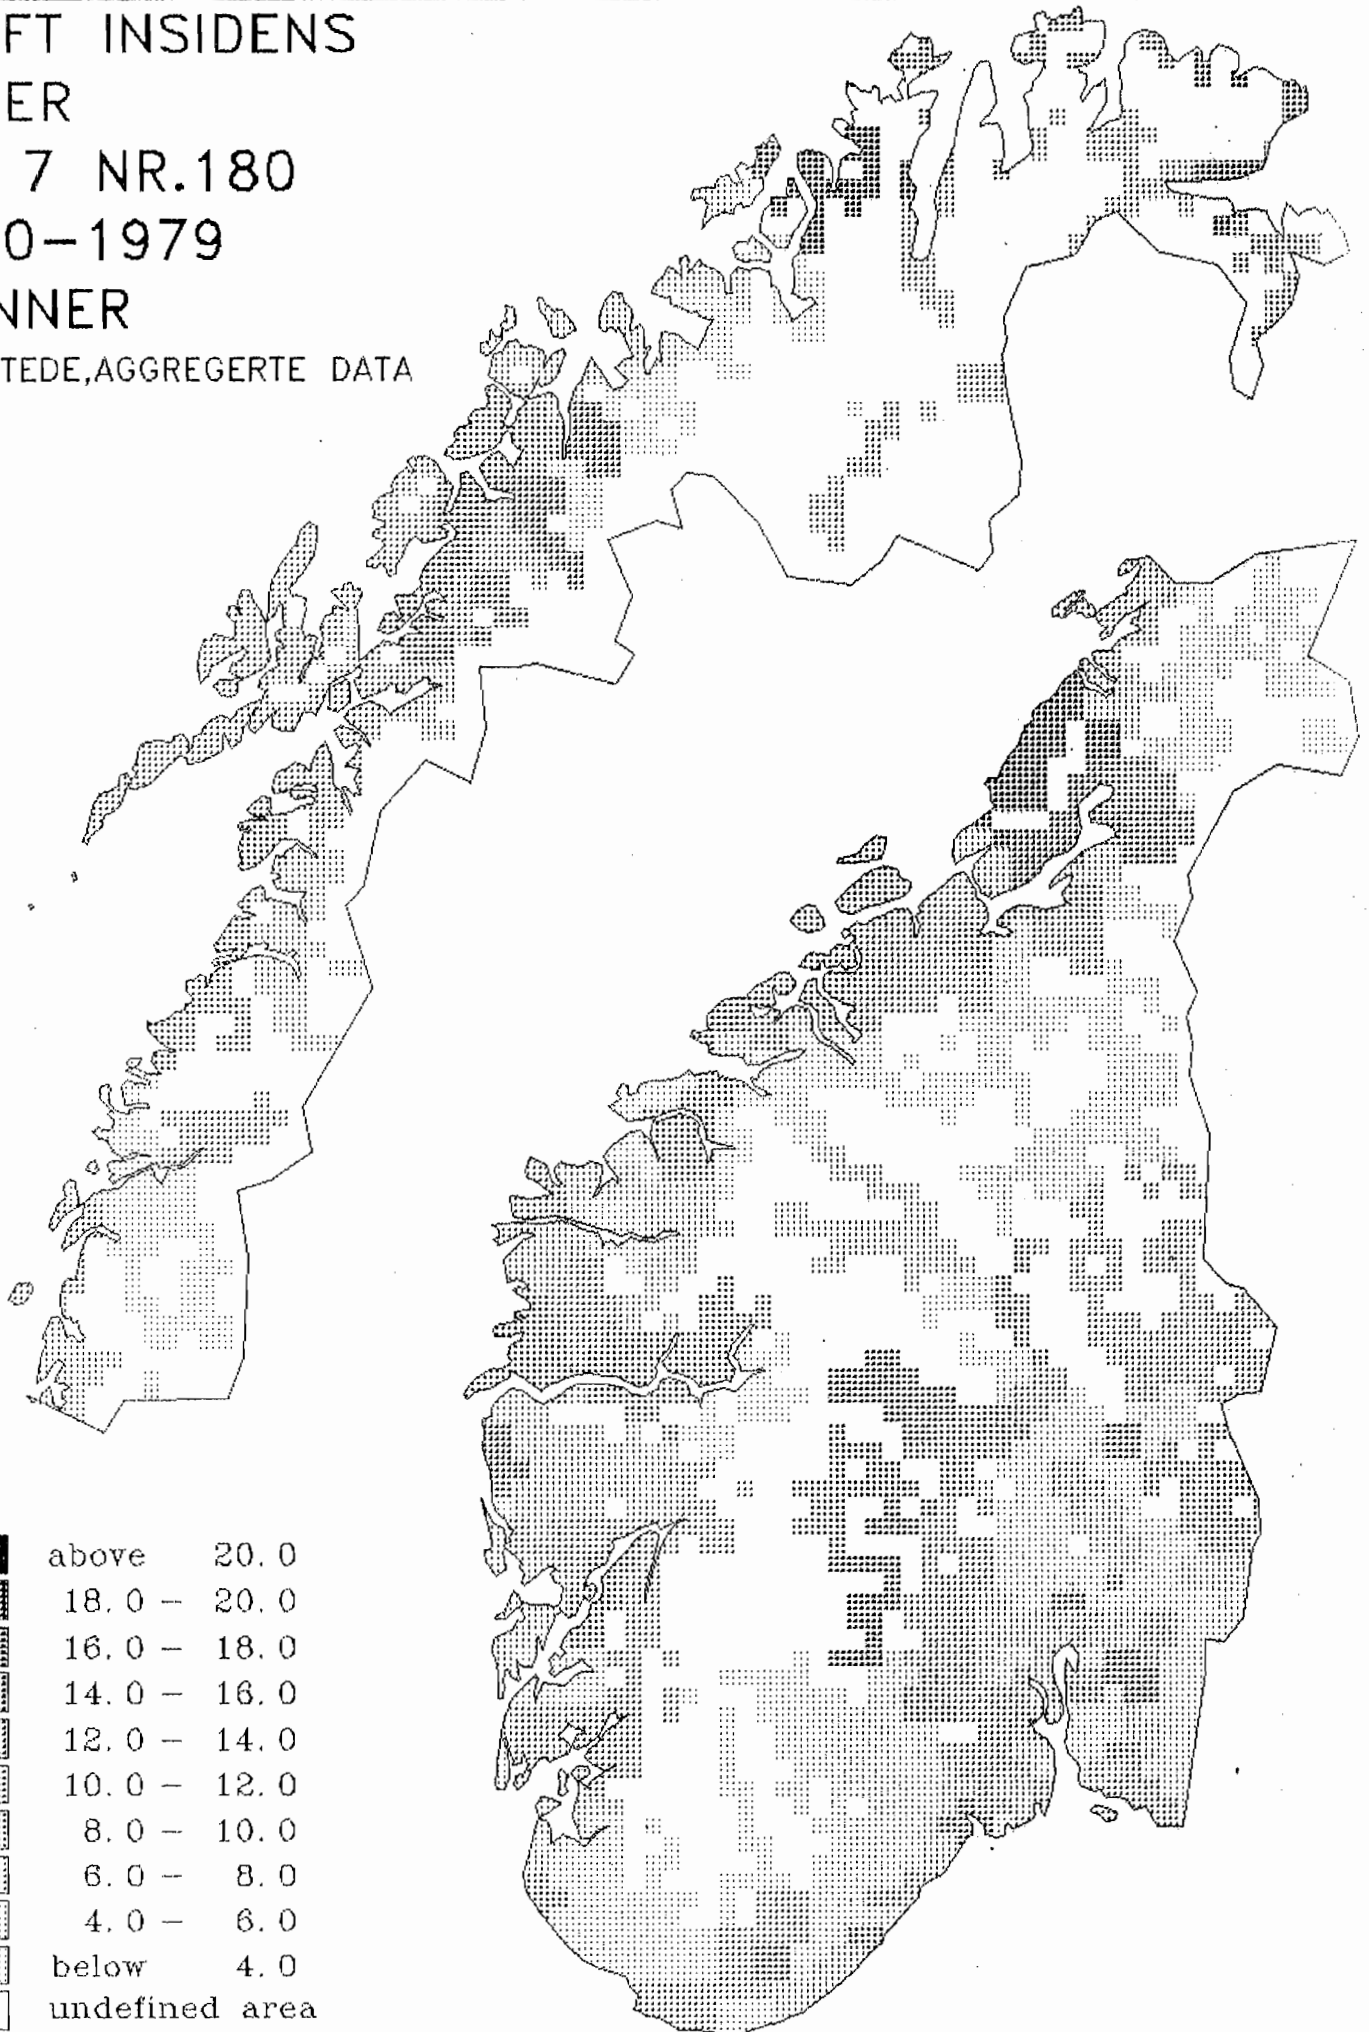 FT INSIDENS
ER
7 NR.180
0-1979
NNER
TEDE,AGGREGERTE DATA
above 20.0
18.0 - 20.0
16.0 - 18.0
14.0 - 16.0
12.0 - 14.0
10.0 - 12.0
8.0 - 10.0
6.0 - 8.0
4.0 - 6.0
below 4.0
undefined area